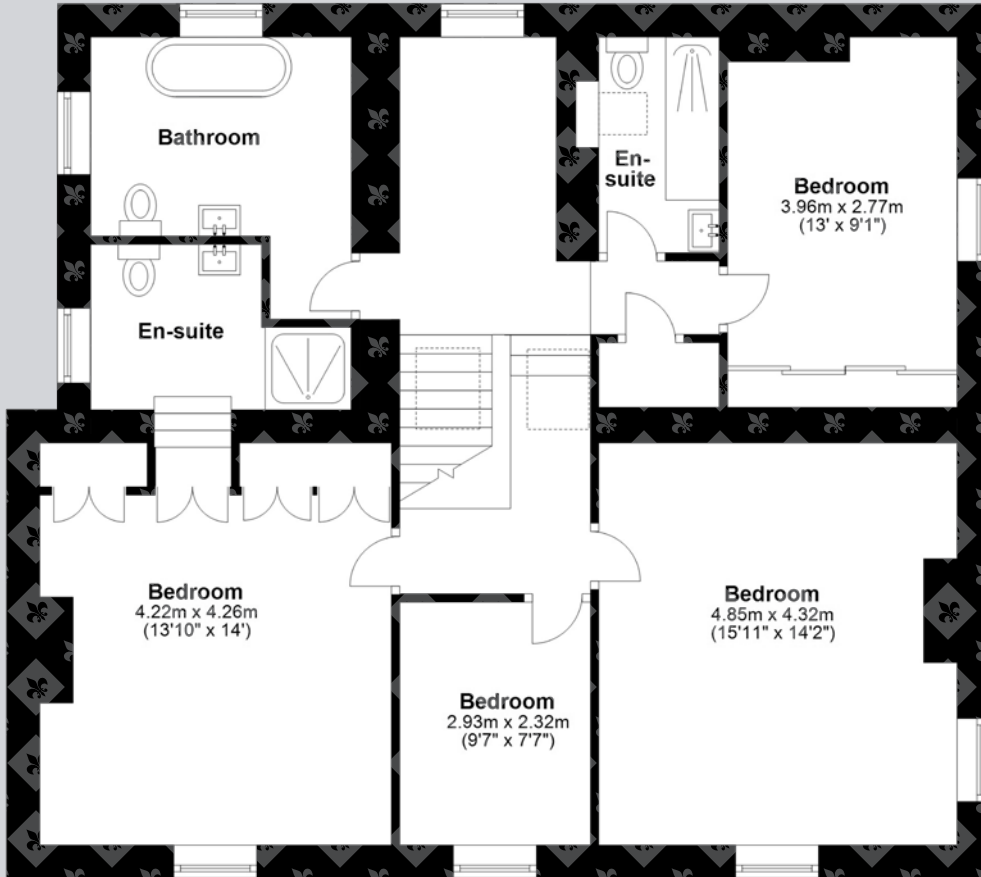 Bathroom
En-
suite
Bedroom
3.96m x 2.77m
(13' x 9'1")
En-suite
Bedroom
4.22m x 4.26m
(13'10" x 14')
Bedroom
4.85m x 4.32m
(15'11" x 14'2")
Bedroom
2.93m x 2.32m
(9'7" x 7'7")